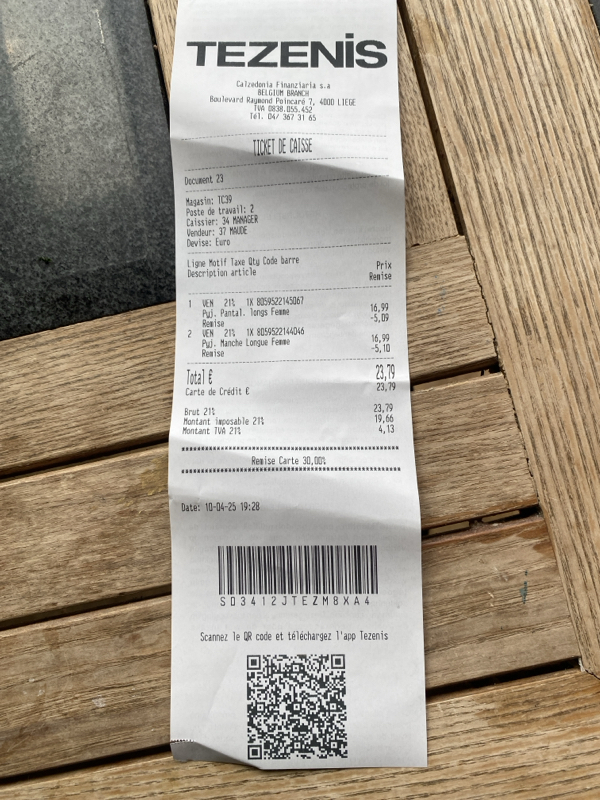 TEZENIS
Calzedonia Finanziaria s.a
BELGIUM BRANCH
Boulevard Raymond Poincaré 7, 4000 LIEGE
TVA 0838.055.452
Tél. 04/ 367 31 65
TICKET DE CAISSE
Document 23
Magasin: TC39
Poste de travail: 2
Caissier: 34 MANAGER
Vendeur: 37 MAUDE
Devise: Euro
Ligne Motif Taxe Qty Code barre Prix
Description article Remise
1 VEN 21% 1X 8059522145067
Pyj. Pantal. longs Femme 16,99
Remise -5,09
2 VEN 21% 1X 8059522144046
Pyj. Manche Longue Femme 16,99
Remise -5,10
Total € 23,79
Carte de Crédit € 23,79
Brut 21% 23,79
Montant imposable 21% 19,66
Montant TVA 21% 4,13
Remise Carte 30,00%
Date: 10-04-25 19:28
S03412JTEZM8XA4
Scannez le QR code et téléchargez l'app Tezenis